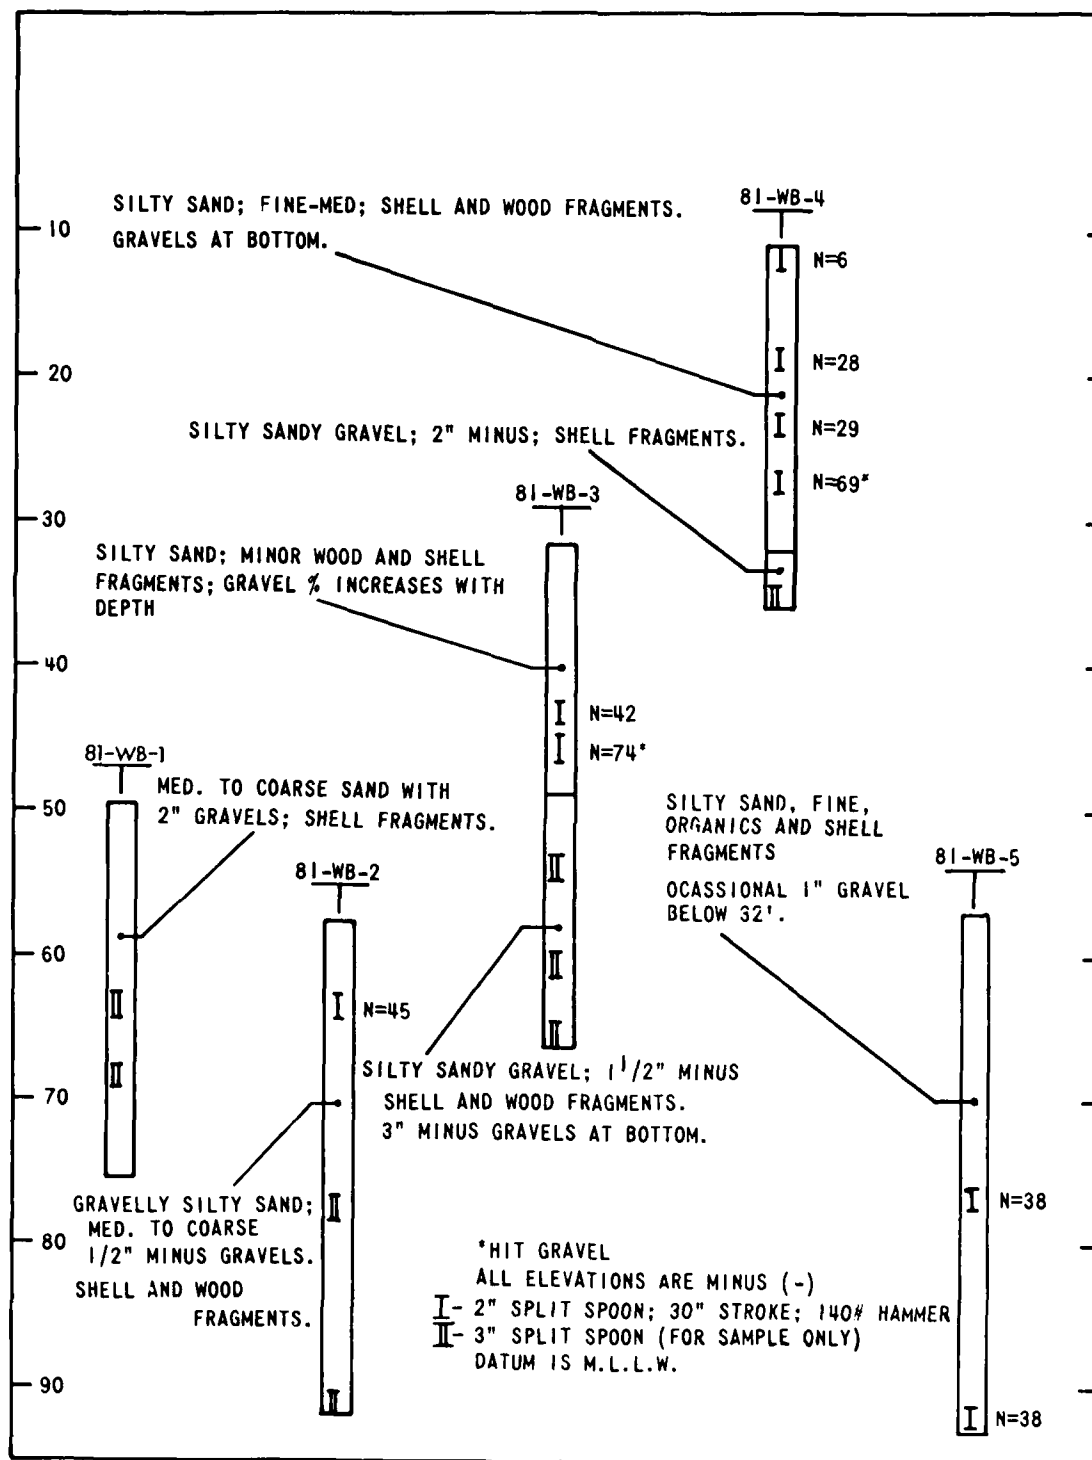 10
20
30
40
50
60
70
80
90
81-WB-4
SILTY SAND; FINE-MED; SHELL AND WOOD FRAGMENTS.
GRAVELS AT BOTTOM.
N=6
N=28
N=29
N=69*
SILTY SANDY GRAVEL; 2" MINUS; SHELL FRAGMENTS.
81-WB-3
SILTY SAND; MINOR WOOD AND SHELL
FRAGMENTS; GRAVEL % INCREASES WITH
DEPTH
N=42
N=74*
81-WB-1
MED. TO COARSE SAND WITH
2" GRAVELS; SHELL FRAGMENTS.
81-WB-2
N=45
SILTY SANDY GRAVEL; 1 1/2" MINUS
SHELL AND WOOD FRAGMENTS.
3" MINUS GRAVELS AT BOTTOM.
GRAVELLY SILTY SAND;
MED. TO COARSE
1/2" MINUS GRAVELS.
SHELL AND WOOD
FRAGMENTS.
SILTY SAND, FINE,
ORGANICS AND SHELL
FRAGMENTS
OCASSIONAL 1" GRAVEL
BELOW 32'.
81-WB-5
N=38
N=38
*HIT GRAVEL
ALL ELEVATIONS ARE MINUS (-)
I- 2" SPLIT SPOON; 30" STROKE; 140# HAMMER
II- 3" SPLIT SPOON (FOR SAMPLE ONLY)
DATUM IS M.L.L.W.